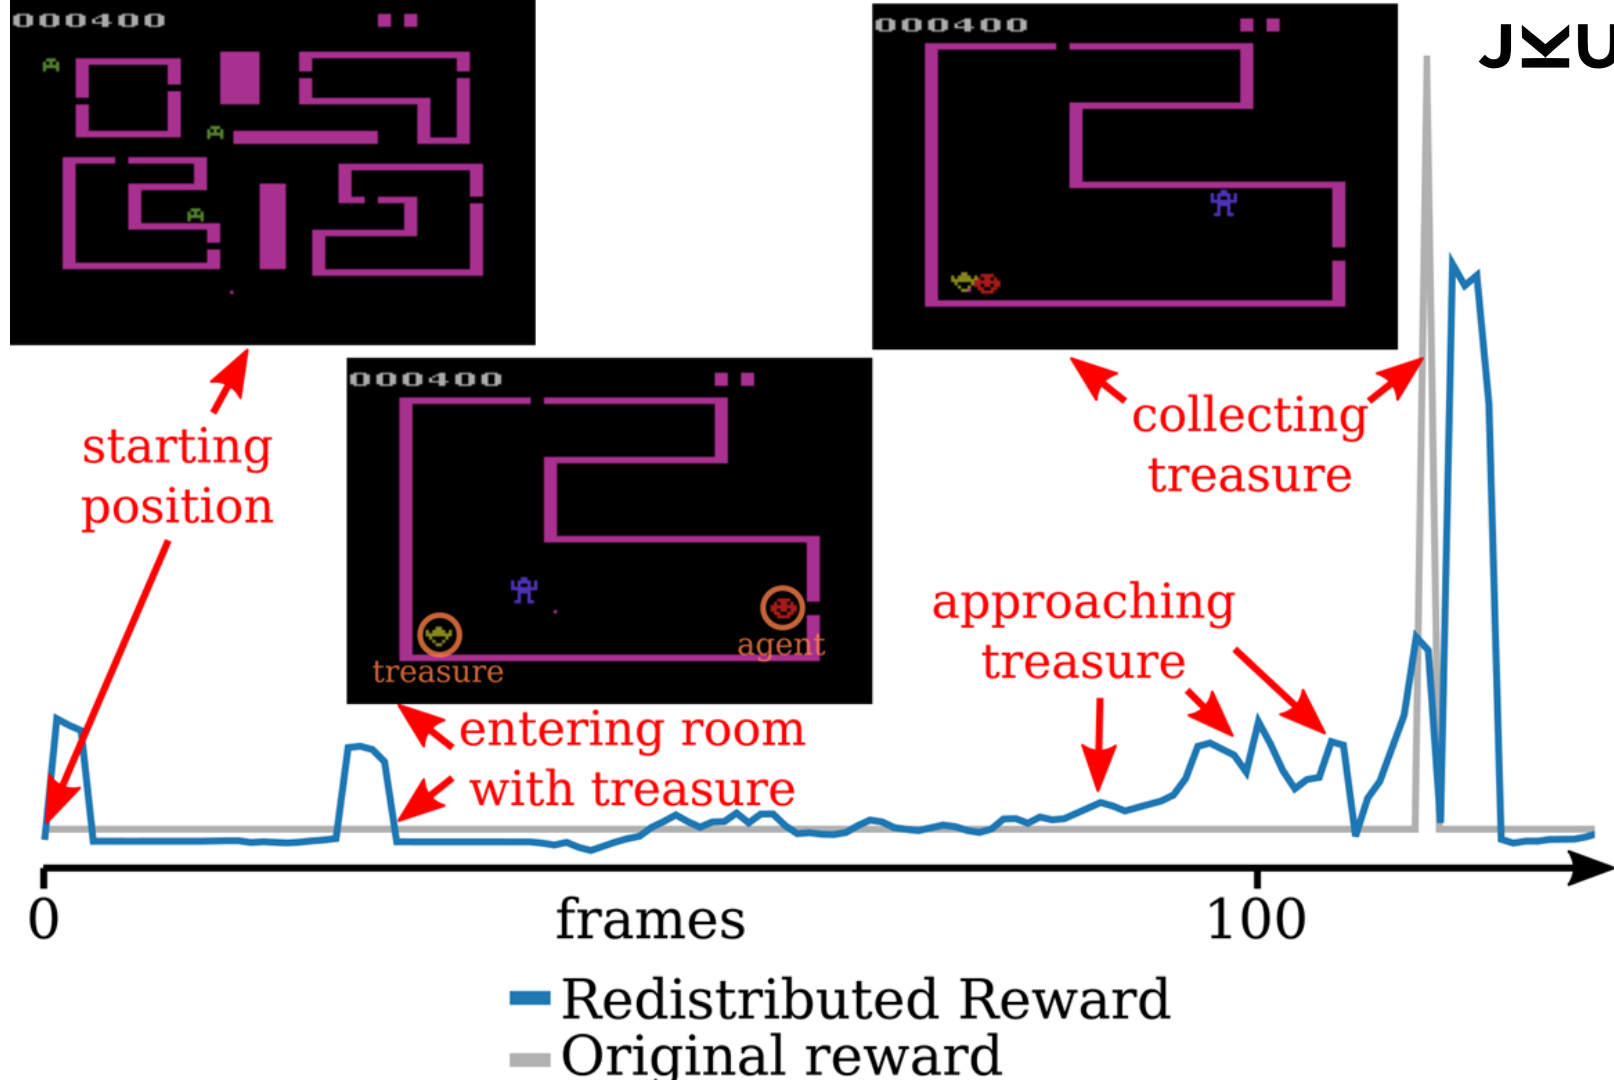 000400
000400
JKU
starting
position
000400
treasure
agent
collecting
treasure
entering room
with treasure
approaching
treasure
0
frames
100
Redistributed Reward
Original reward